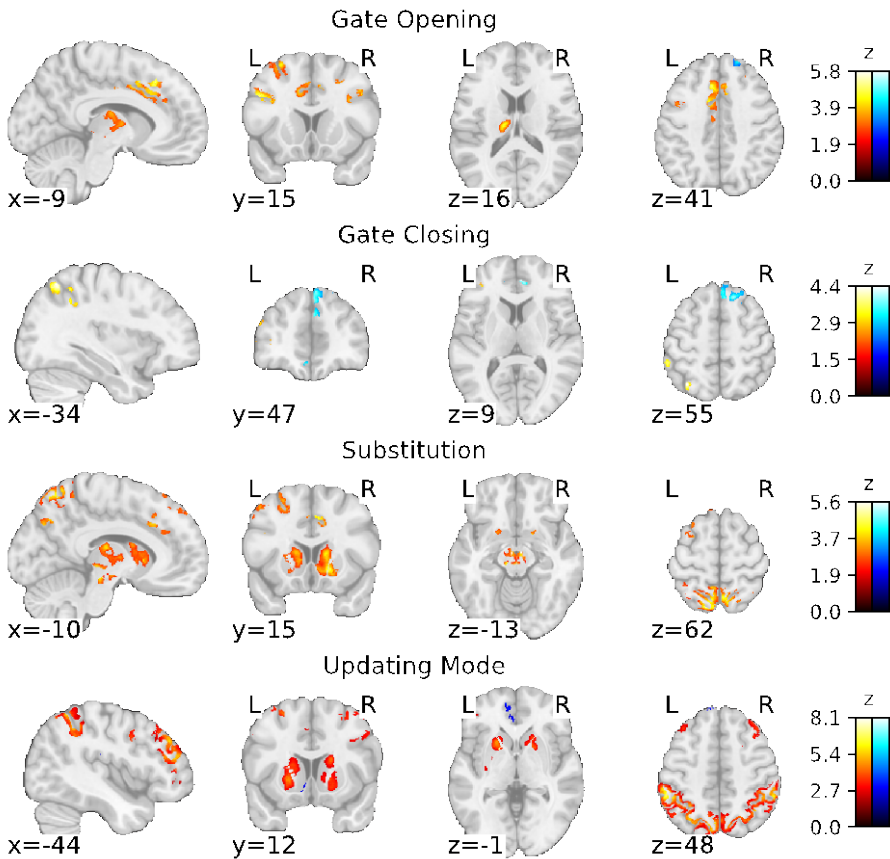 Gate Opening
L R L R L R z
5.8
3.9
1.9
0.0
x=-9 y=15 z=16 z=41
Gate Closing
L R L R L R z
4.4
2.9
1.5
0.0
x=-34 y=47 z=9 z=55
Substitution
L R L R L R z
5.6
3.7
1.9
0.0
x=-10 y=15 z=-13 z=62
Updating Mode
L R L R L R z
8.1
5.4
2.7
0.0
x=-44 y=12 z=-1 z=48